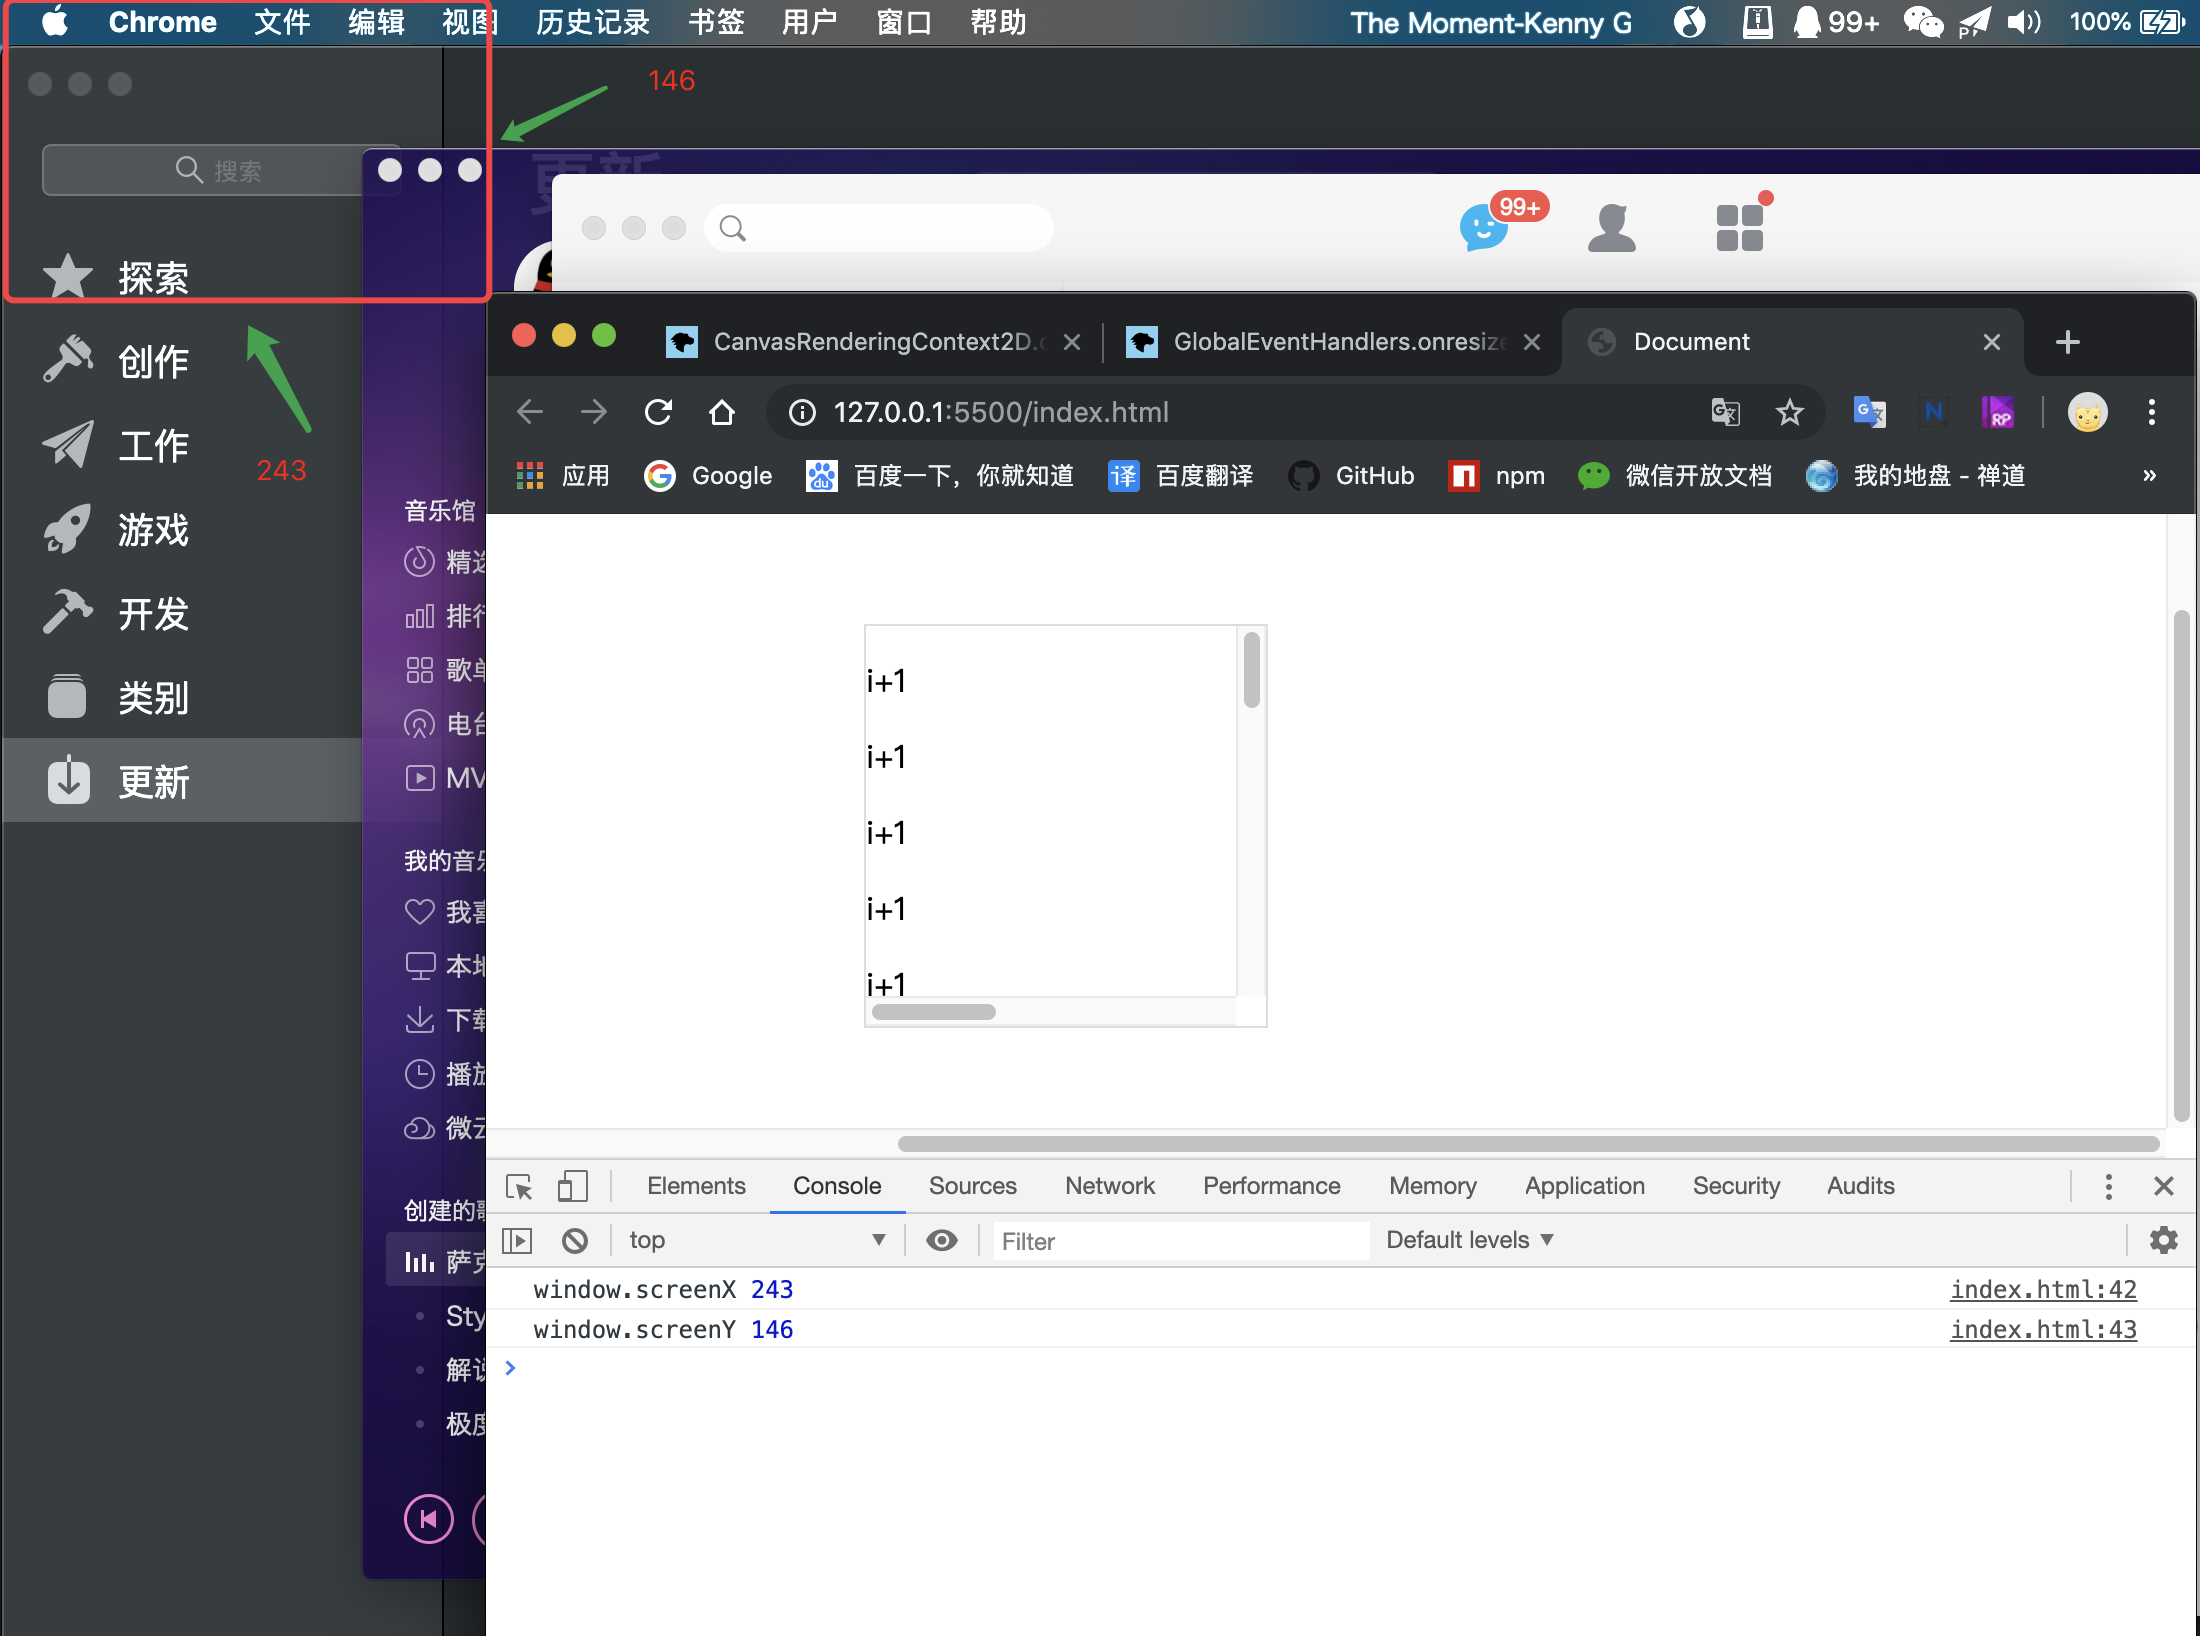 Chrome 文件 编辑 视图 历史记录 书签 用户 窗口 帮助 The Moment-Kenny G 99+ 100%
146
搜索
更新
99+
探索
创作
工作
游戏
开发
类别
更新
243
音乐馆
精选
排行
歌单
电台
MV
我的音乐
我喜
本地
下载
播放
微云
创建的歌
萨克
Sty
解说
极度
CanvasRenderingContext2D.c
GlobalEventHandlers.onresize
Document
127.0.0.1:5500/index.html
应用 Google 百度一下，你就知道 译 百度翻译 GitHub npm 微信开放文档 我的地盘 - 禅道 »
i+1
i+1
i+1
i+1
i+1
Elements Console Sources Network Performance Memory Application Security Audits
top Filter Default levels ▼
window.screenX 243 index.html:42
window.screenY 146 index.html:43